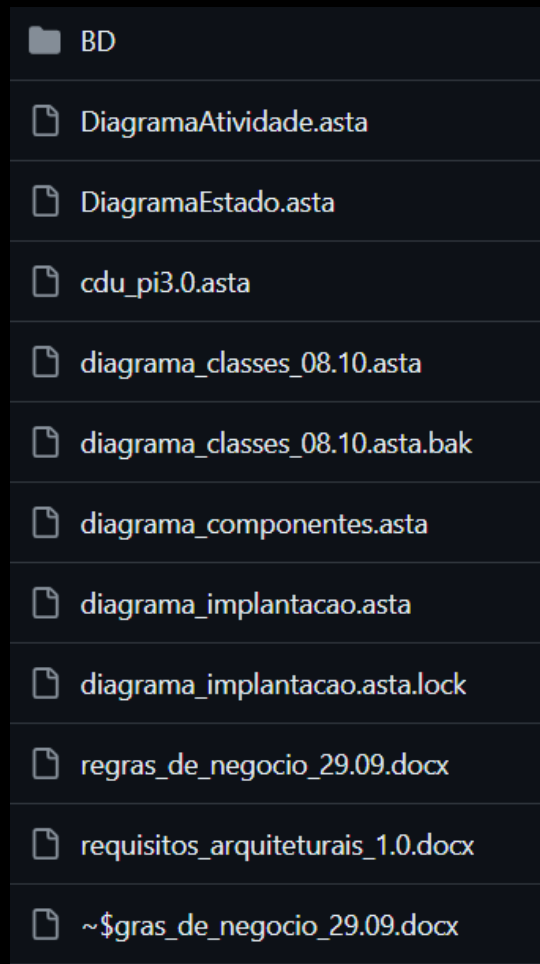 BD
DiagramaAtividade.asta
DiagramaEstado.asta
cdu_pi3.0.asta
diagrama_classes_08.10.asta
diagrama_classes_08.10.asta.bak
diagrama_componentes.asta
diagrama_implantacao.asta
diagrama_implantacao.asta.lock
regras_de_negocio_29.09.docx
requisitos_arquiteturais_1.0.docx
~$gras_de_negocio_29.09.docx